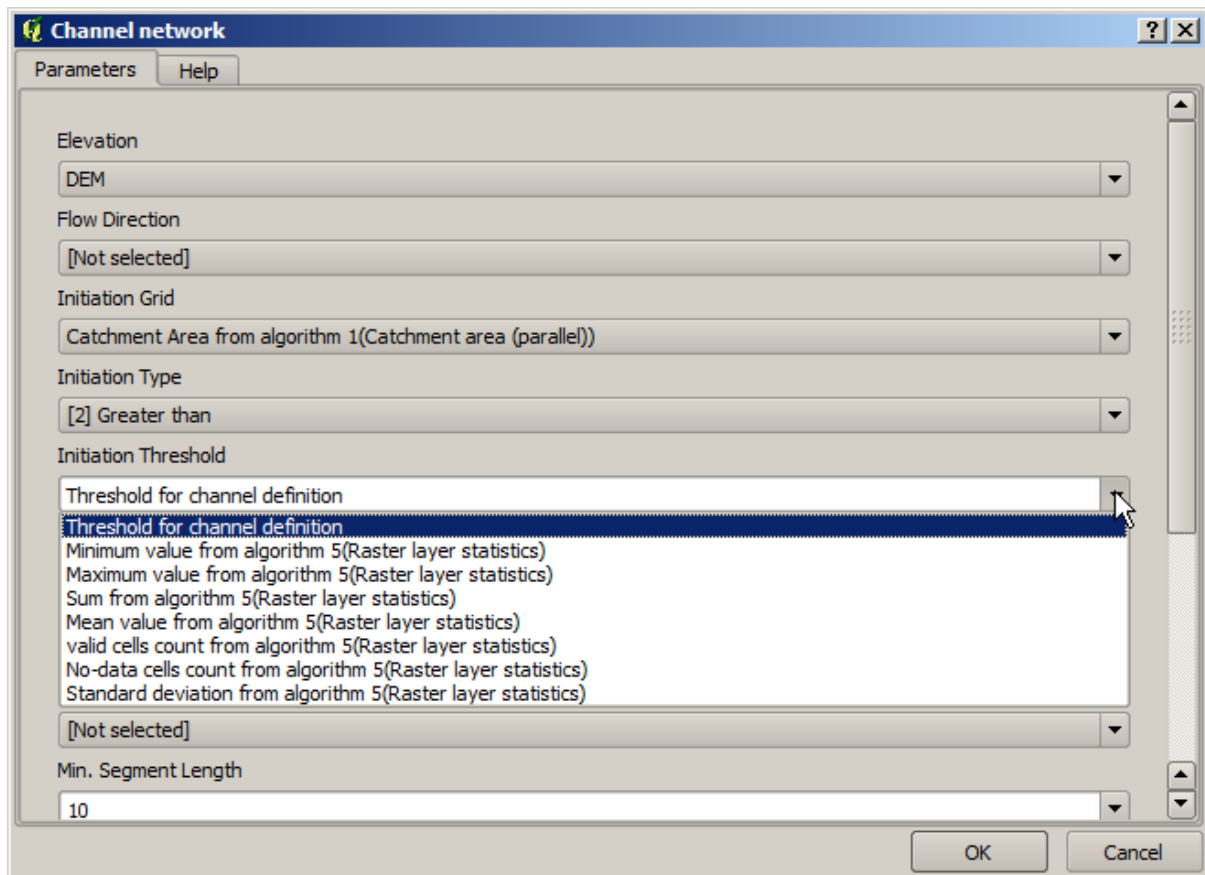 Channel network
Parameters Help
Elevation
DEM
Flow Direction
[Not selected]
Initiation Grid
Catchment Area from algorithm 1(Catchment area (parallel))
Initiation Type
[2] Greater than
Initiation Threshold
Threshold for channel definition
Threshold for channel definition
Minimum value from algorithm 5(Raster layer statistics)
Maximum value from algorithm 5(Raster layer statistics)
Sum from algorithm 5(Raster layer statistics)
Mean value from algorithm 5(Raster layer statistics)
valid cells count from algorithm 5(Raster layer statistics)
No-data cells count from algorithm 5(Raster layer statistics)
Standard deviation from algorithm 5(Raster layer statistics)
[Not selected]
Min. Segment Length
10
OK Cancel